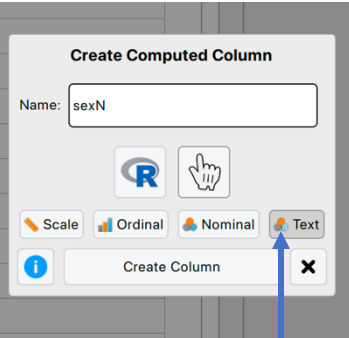 Create Computed Column
Name: sexN
R
Scale Ordinal Nominal Text
i Create Column X